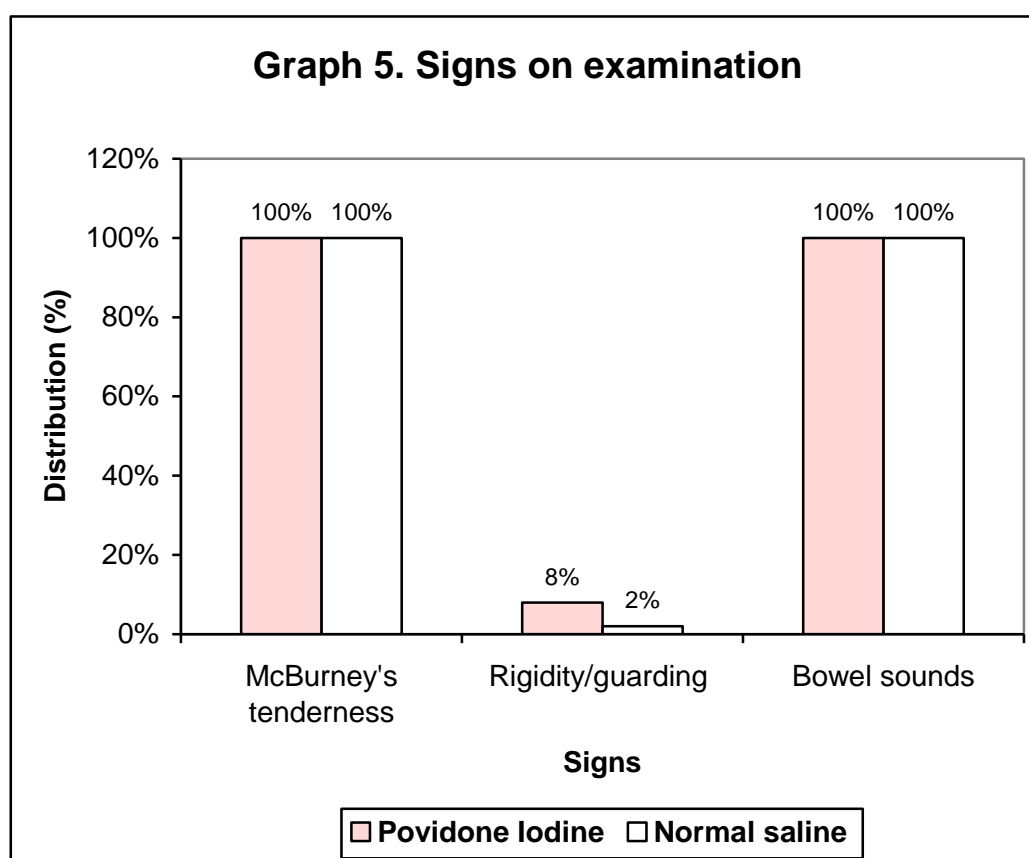 Graph 5. Signs on examination
120%
100%
80%
60%
40%
20%
0%
Distribution (%)
100% 100%
8%
2%
100% 100%
McBurney's
tenderness
Rigidity/guarding
Bowel sounds
Signs
Povidone Iodine Normal saline